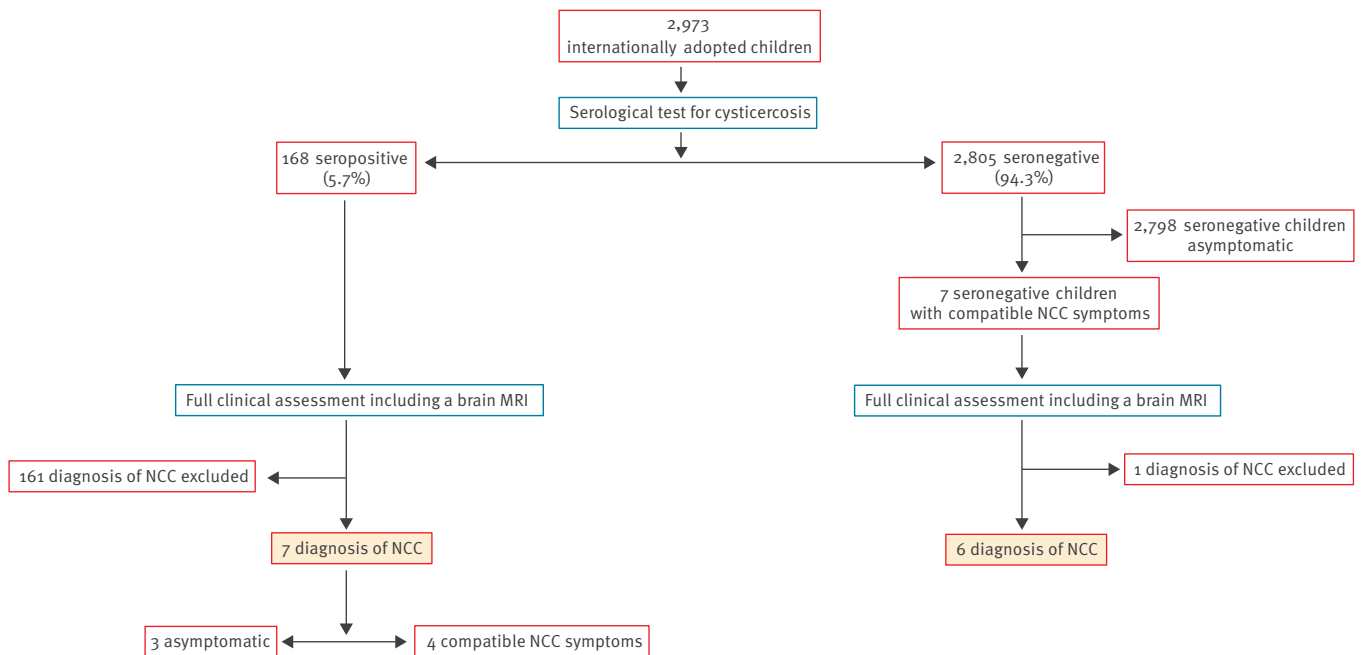 2,973
internationally adopted children
Serological test for cysticercosis
168 seropositive
(5.7%)
2,805 seronegative
(94.3%)
2,798 seronegative children
asymptomatic
7 seronegative children
with compatible NCC symptoms
Full clinical assessment including a brain MRI
Full clinical assessment including a brain MRI
161 diagnosis of NCC excluded
1 diagnosis of NCC excluded
7 diagnosis of NCC
6 diagnosis of NCC
3 asymptomatic
4 compatible NCC symptoms